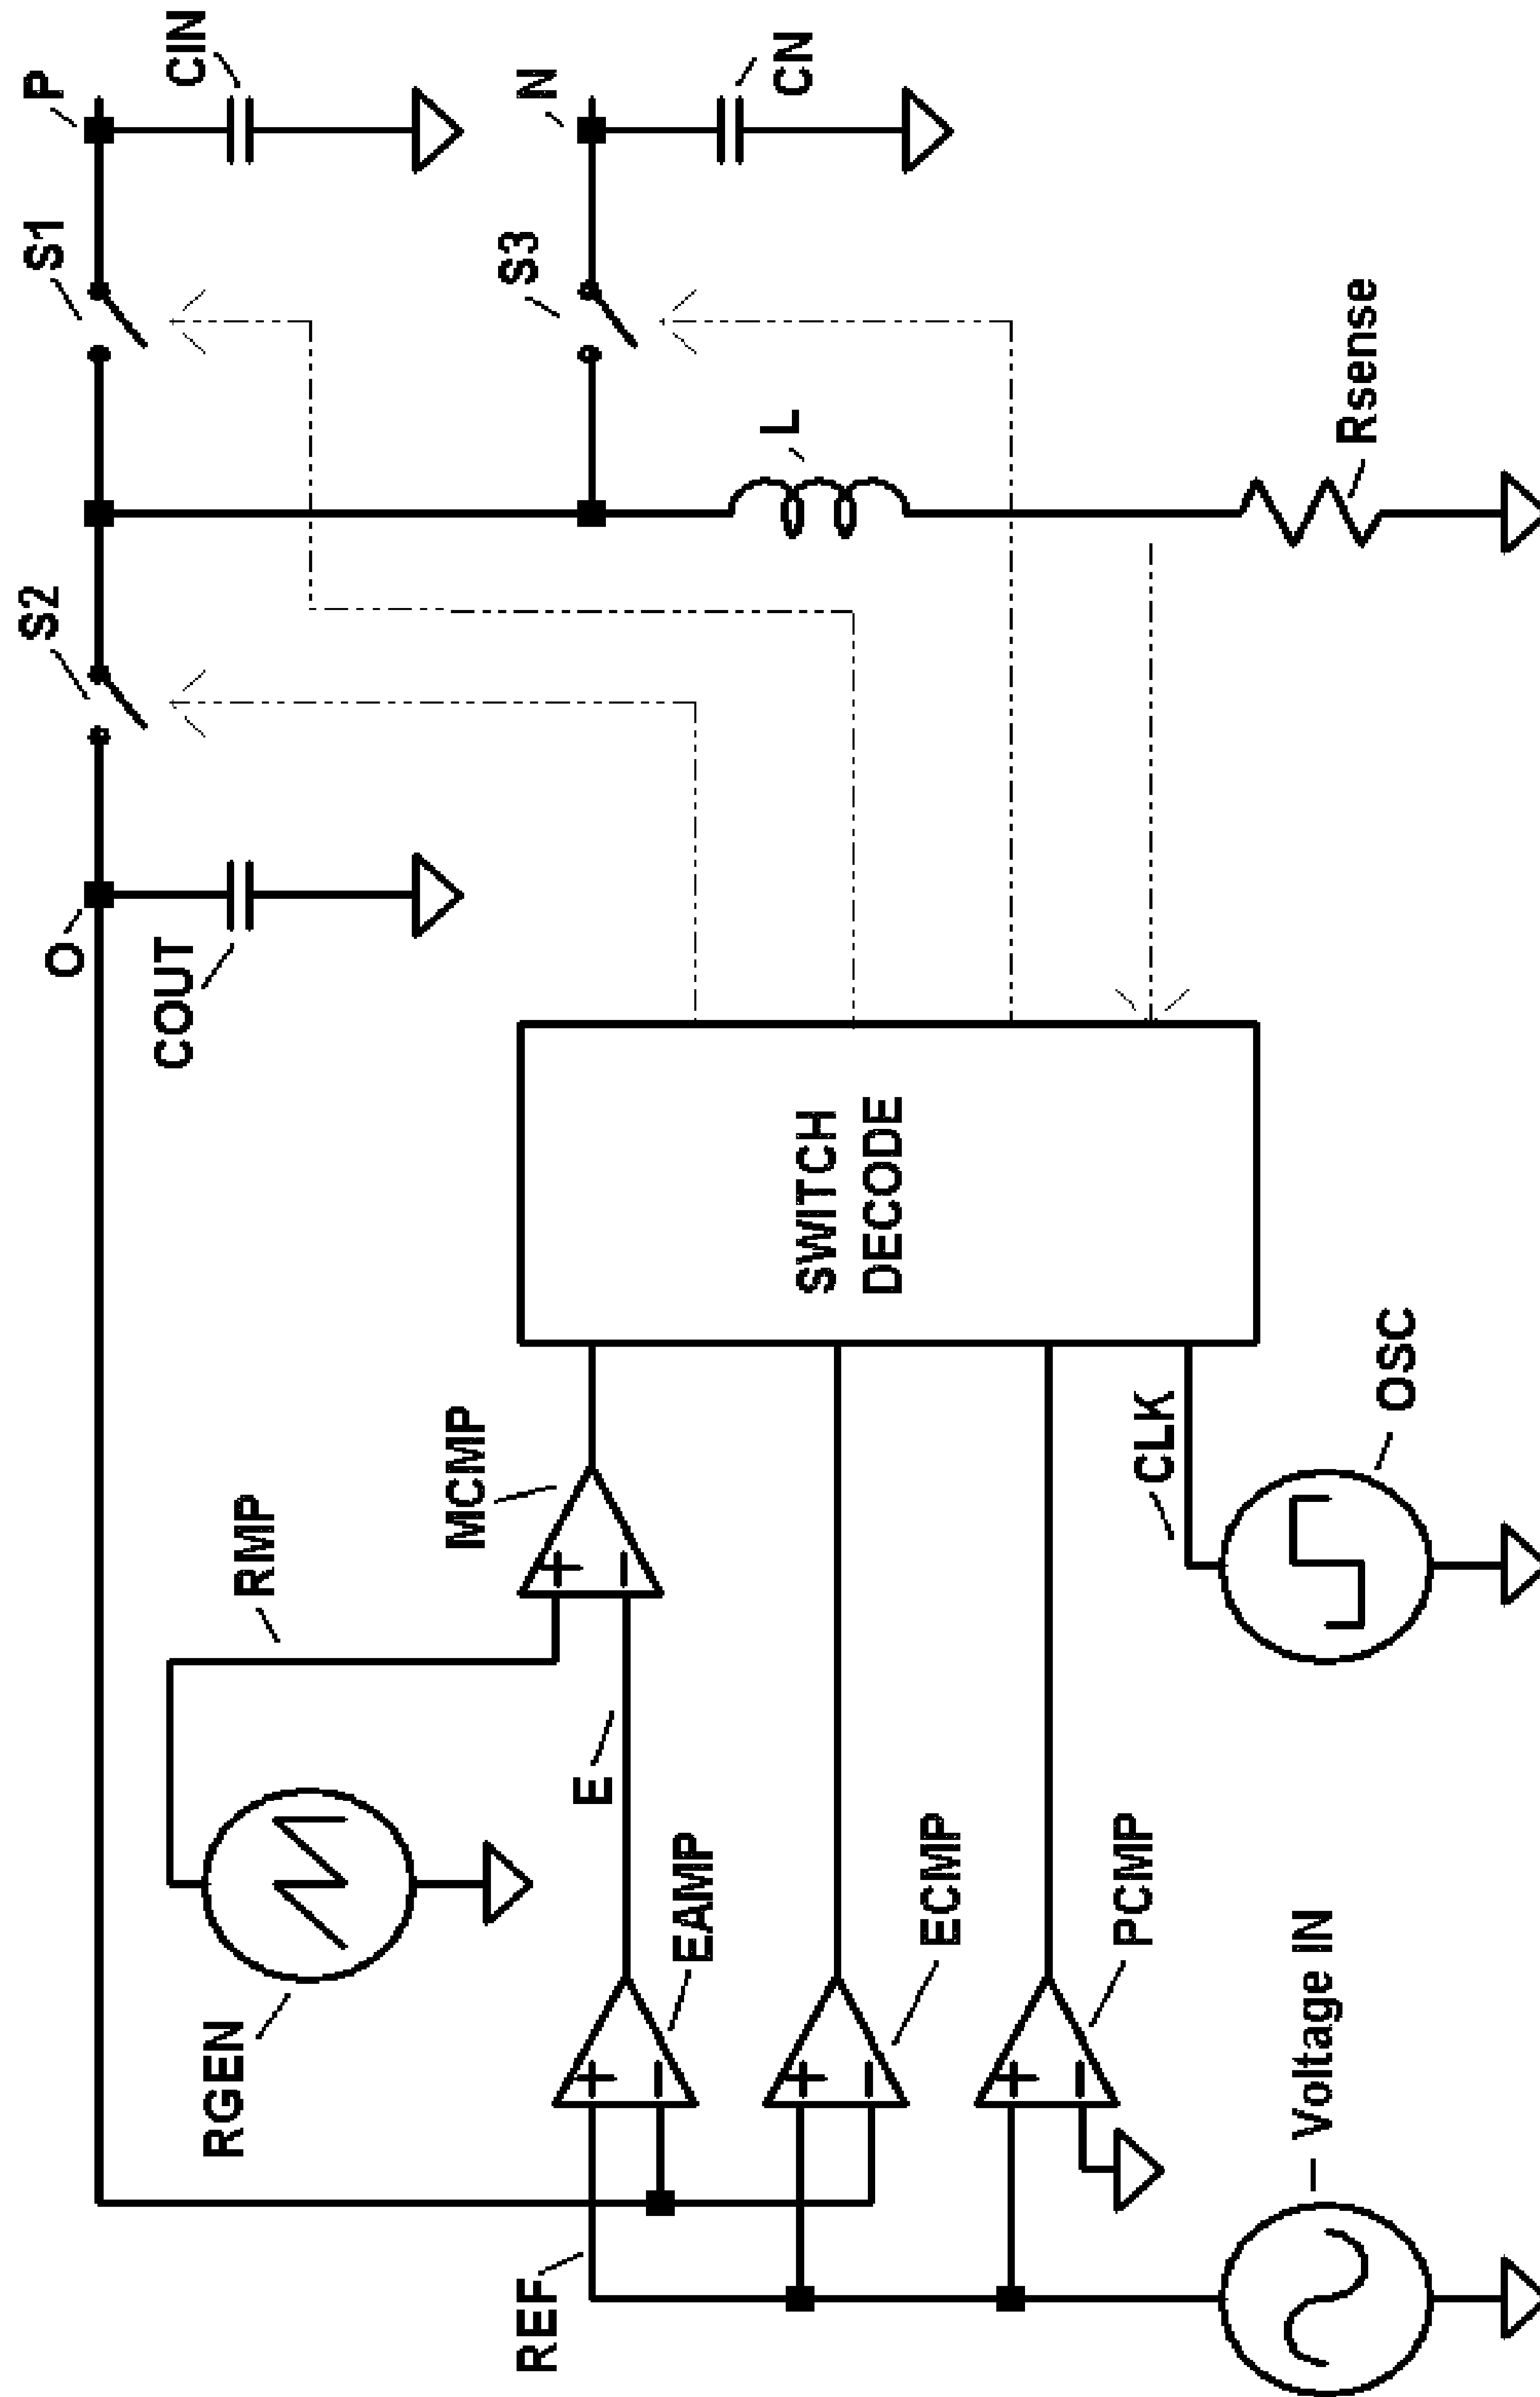 P
CIN
S1
N
CN
S3
S2
L
Rsense
O
COUT
SWITCH
DECODE
MCMP
RMP
CLK
OSC
E
RGEN
EAMP
ECMP
PCMP
REF
Voltage IN